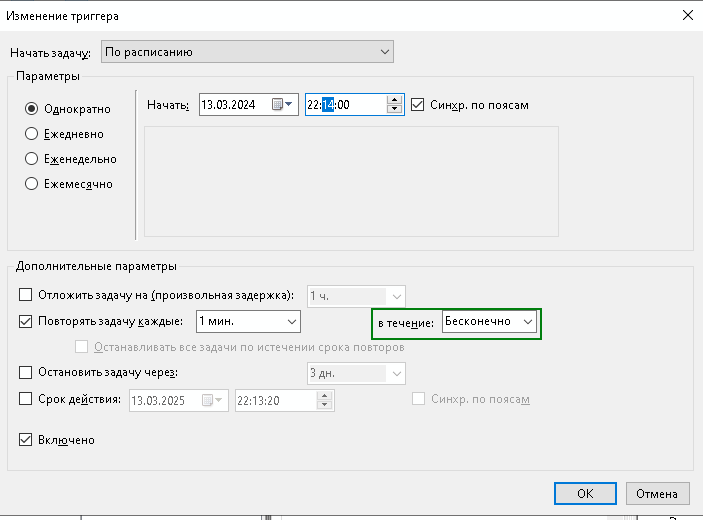 Изменение триггера
Начать задачу: По расписанию
Параметры
Однократно
Ежедневно
Еженедельно
Ежемесячно
Начать: 13.03.2024 22:14:00 Синхр. по поясам
Дополнительные параметры
Отложить задачу на (произвольная задержка): 1 ч.
Повторять задачу каждые: 1 мин. в течение: Бесконечно
Останавливать все задачи по истечении срока повторов
Остановить задачу через: 3 дн.
Срок действия: 13.03.2025 22:13:20 Синхр. по поясам
Включено
OK Отмена